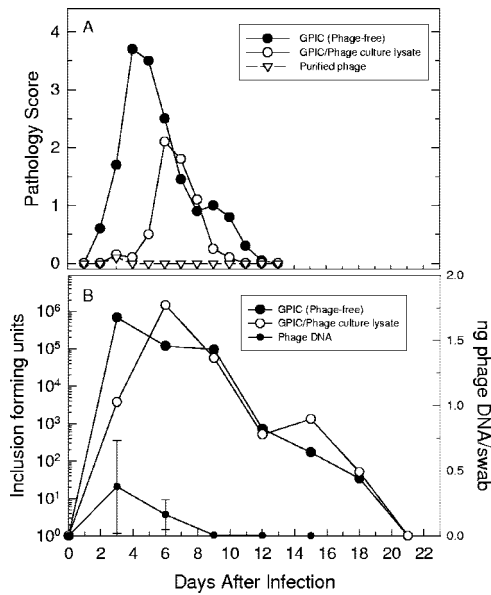 A
GPIC (Phage-free)
GPIC/Phage culture lysate
Purified phage
Pathology Score
4
3
2
1
0
B
GPIC (Phage-free)
GPIC/Phage culture lysate
Phage DNA
Inclusion forming units
10^6
10^5
10^4
10^3
10^2
10^1
10^0
2.0
1.5
1.0
0.5
0.0
ng phage DNA/swab
0 2 4 6 8 10 12 14 16 18 20 22
Days After Infection